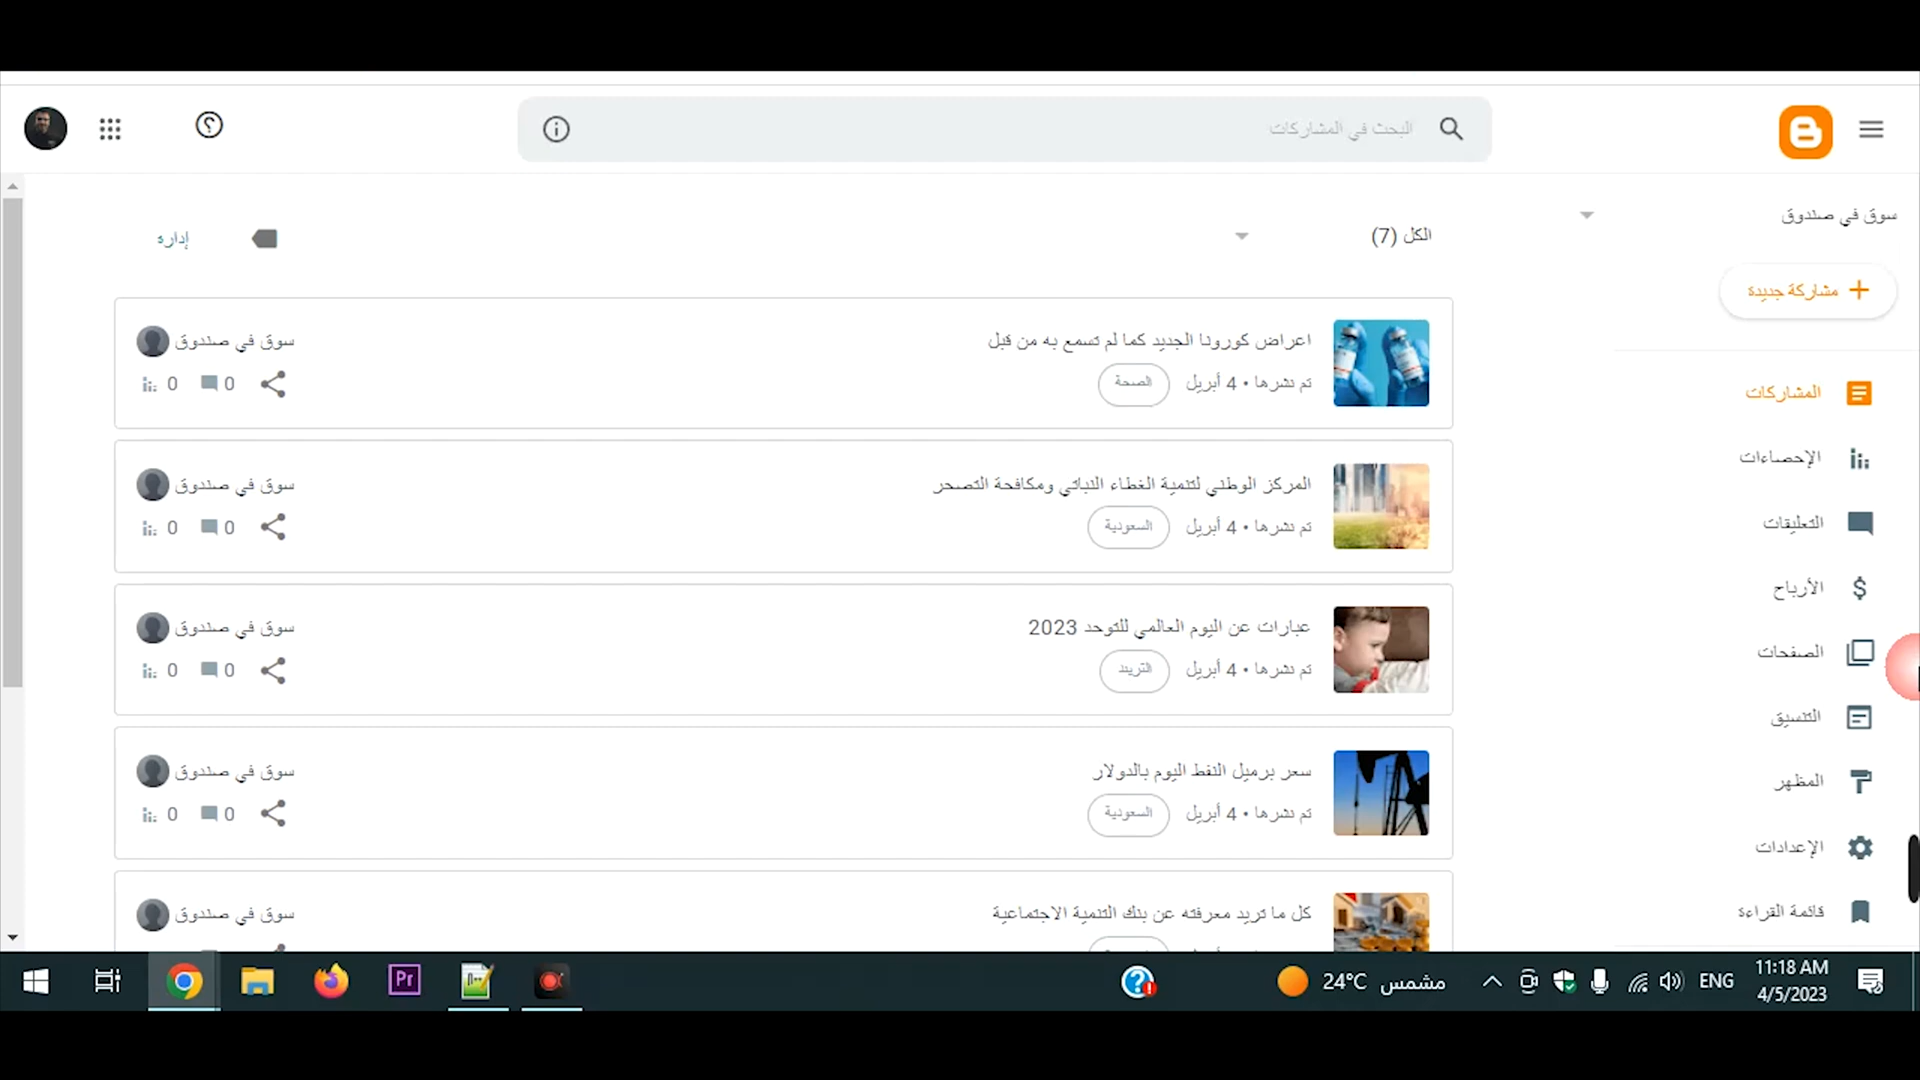 البحث في المشاركات
سوق في صندوق
مشاركة جديدة
المشاركات
الإحصاءات
التعليقات
الأرباح
الصفحات
التنسيق
المظهر
الإعدادات
قائمة القراءة
الكل (7)
إدارة
اعراض كورونا الجديد كما لم تسمع به من قبل
تم نشرها • 4 أبريل
الصحة
سوق في صندوق
0 0
المركز الوطني لتنمية الغطاء النباتي ومكافحة التصحر
تم نشرها • 4 أبريل
السعودية
سوق في صندوق
0 0
عبارات عن اليوم العالمي للتوحد 2023
تم نشرها • 4 أبريل
التريند
سوق في صندوق
0 0
سعر برميل النفط اليوم بالدولار
تم نشرها • 4 أبريل
السعودية
سوق في صندوق
0 0
كل ما تريد معرفته عن بنك التنمية الاجتماعية
سوق في صندوق
Pr
24°C مشمس
ENG
11:18 AM
4/5/2023